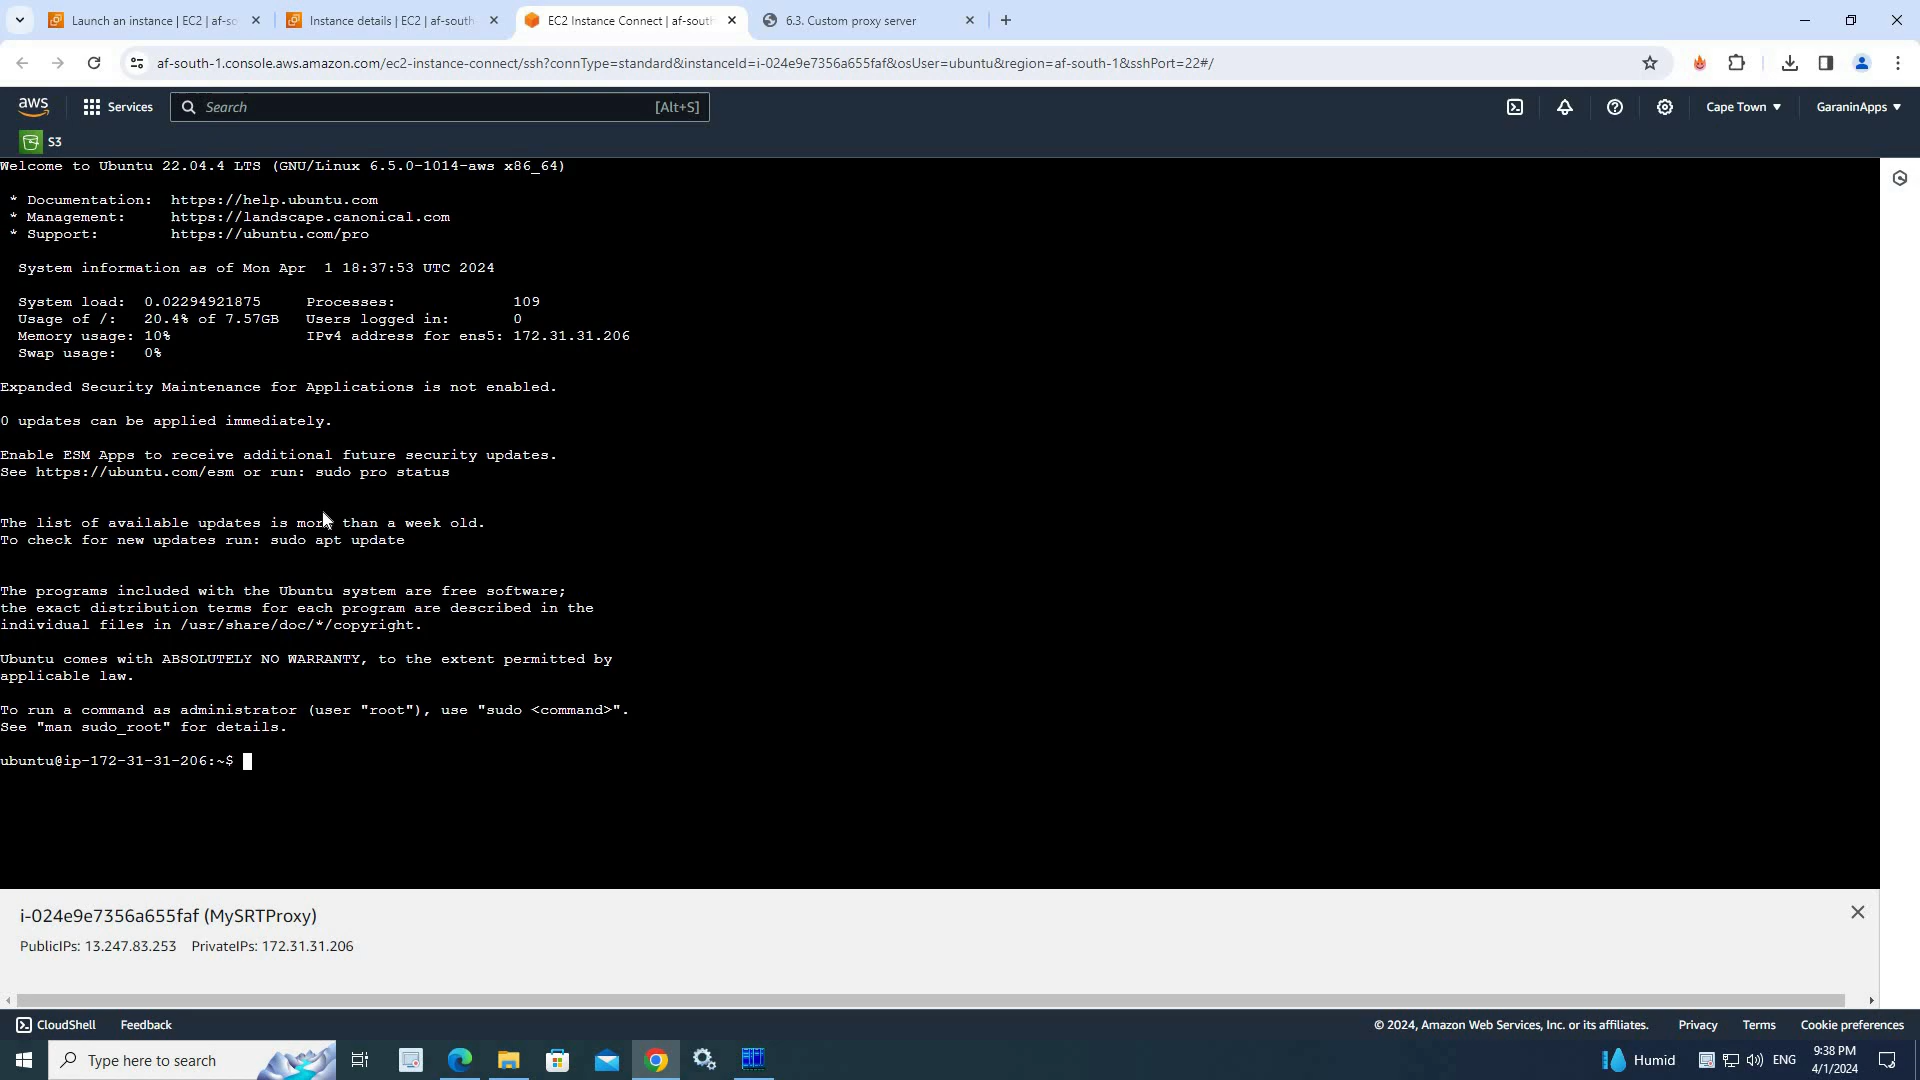 Launch an instance | EC2 | af-so
Instance details | EC2 | af-south
EC2 Instance Connect | af-south
6.3. Custom proxy server
af-south-1.console.aws.amazon.com/ec2-instance-connect/ssh?connType=standard&instanceId=i-024e9e7356a655faf&osUser=ubuntu&region=af-south-1&sshPort=22#/
aws
Services
Search
[Alt+S]
Cape Town
GaraninApps
S3
Welcome to Ubuntu 22.04.4 LTS (GNU/Linux 6.5.0-1014-aws x86_64)
* Documentation: https://help.ubuntu.com
* Management: https://landscape.canonical.com
* Support: https://ubuntu.com/pro
System information as of Mon Apr 1 18:37:53 UTC 2024
System load: 0.02294921875 Processes: 109
Usage of /: 20.4% of 7.57GB Users logged in: 0
Memory usage: 10% IPv4 address for ens5: 172.31.31.206
Swap usage: 0%
Expanded Security Maintenance for Applications is not enabled.
0 updates can be applied immediately.
Enable ESM Apps to receive additional future security updates.
See https://ubuntu.com/esm or run: sudo pro status
The list of available updates is more than a week old.
To check for new updates run: sudo apt update
The programs included with the Ubuntu system are free software;
the exact distribution terms for each program are described in the
individual files in /usr/share/doc/*/copyright.
Ubuntu comes with ABSOLUTELY NO WARRANTY, to the extent permitted by
applicable law.
To run a command as administrator (user "root"), use "sudo <command>".
See "man sudo_root" for details.
ubuntu@ip-172-31-31-206:~$
i-024e9e7356a655faf (MySRTProxy)
PublicIPs: 13.247.83.253 PrivateIPs: 172.31.31.206
CloudShell
Feedback
© 2024, Amazon Web Services, Inc. or its affiliates.
Privacy
Terms
Cookie preferences
Type here to search
Humid
ENG
9:38 PM
4/1/2024